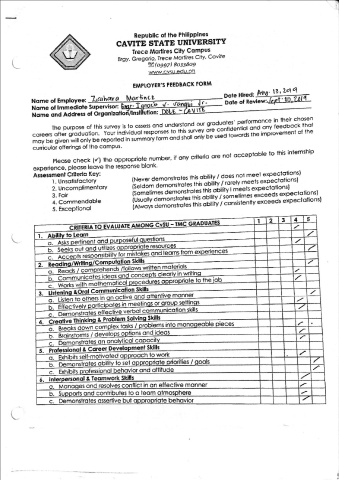 Republic of the Philippines
CAVITE STATE UNIVERSITY
Trece Martires City Campus
Brgy. Gregorio, Trece Martires City, Cavite
www.cvsu.edu.ph
EMPLOYER'S FEEDBACK FORM
Name of Employee: Martinez Date Hired: Aug. 12, 2019
Name of Immediate Supervisor: Engr. Ignacio Jr. Date of Review: Sept. 2019
Name and Address of Organization/Institution: DOLE - CAVITE
The purpose of this survey is to assess and understand our graduates' performance in their chosen
careers after graduation. Your individual responses to this survey are confidential and any feedback that
may be given will only be reported in summary form and shall only be used towards the improvement of the
curricular offerings of the campus.
Please check (✓) the appropriate number, if any criteria are not acceptable to this internship
experience, please leave the response blank.
Assessment Criteria Key:
1. Unsatisfactory (Never demonstrates this ability / does not meet expectations)
2. Uncomplimentary (Seldom demonstrates this ability / rarely meets expectations)
3. Fair (Sometimes demonstrates this ability / meets expectations)
4. Commendable (Usually demonstrates this ability / sometimes exceeds expectations)
5. Exceptional (Always demonstrates this ability / consistently exceeds expectations)
CRITERIA TO EVALUATE AMONG CvSU - TMC GRADUATES 1 2 3 4 5
1. Ability to Learn
a. Asks pertinent and purposeful questions
b. Seeks out and utilizes appropriate resources
c. Accepts responsibility for mistakes and learns from experiences
2. Reading/Writing/Computation Skills
a. Reads / comprehends /follows written materials
b. Communicates ideas and concepts clearly in writing
c. Works with mathematical procedures appropriate to the job
3. Listening &Oral Communication Skills
a. Listen to others in an active and attentive manner
b. Effectively participates in meetings or group settings
c. Demonstrates effective verbal communication skills
4. Creative Thinking & Problem Solving Skills
a. Breaks down complex tasks / problems into manageable pieces
b. Brainstorms / develops options and ideas
c. Demonstrates an analytical capacity
5. Professional & Career Development Skills
a. Exhibits self-motivated approach to work
b. Demonstrates ability to set appropriate priorities / goals
c. Exhibits professional behavior and attitude
6. Interpersonal & Teamwork Skills
a. Manages and resolves conflict in an effective manner
b. Supports and contributes to a team atmosphere
c. Demonstrates assertive but appropriate behavior